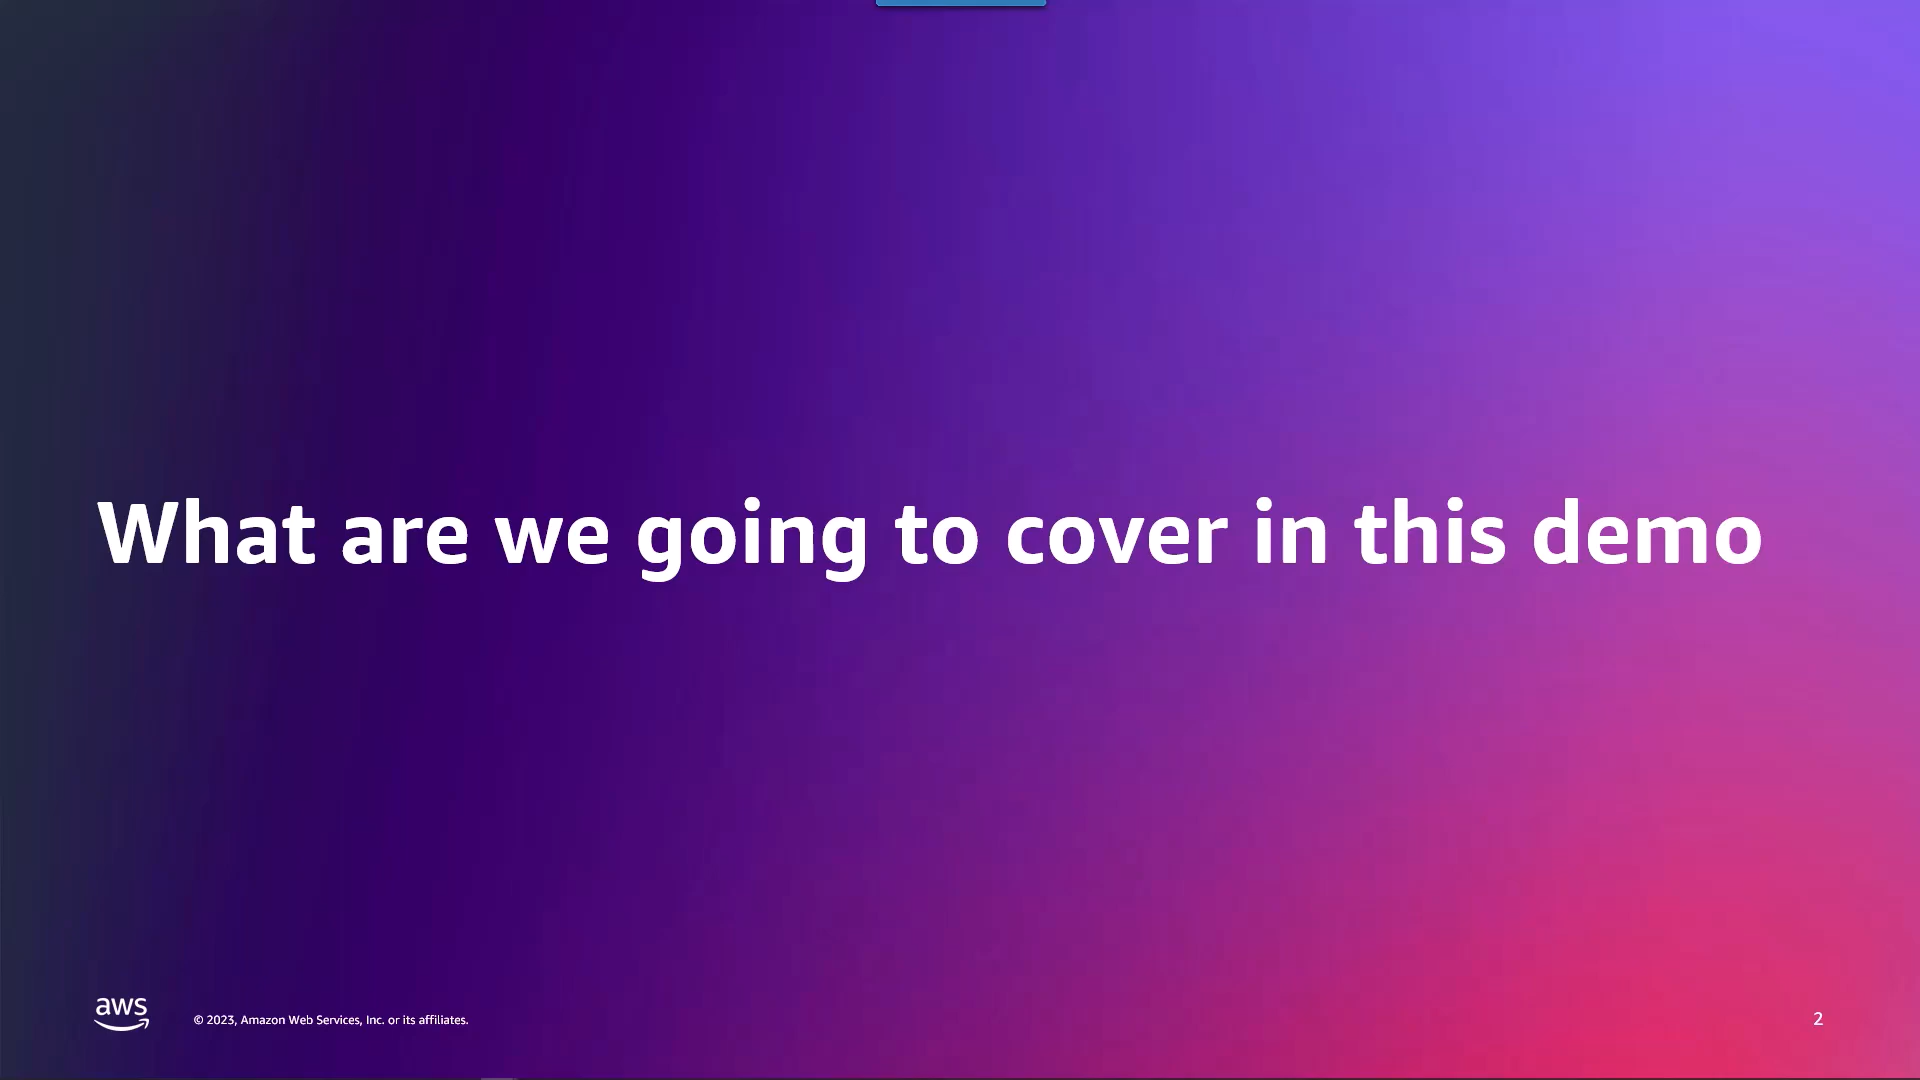 What are we going to cover in this demo
aws
© 2023, Amazon Web Services, Inc. or its affiliates.
2